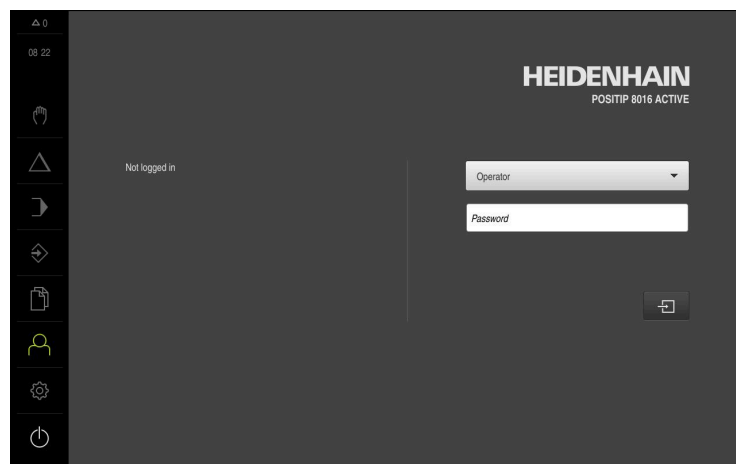 0
08 22
HEIDENHAIN
POSITIP 8016 ACTIVE
Not logged in
Operator
Password